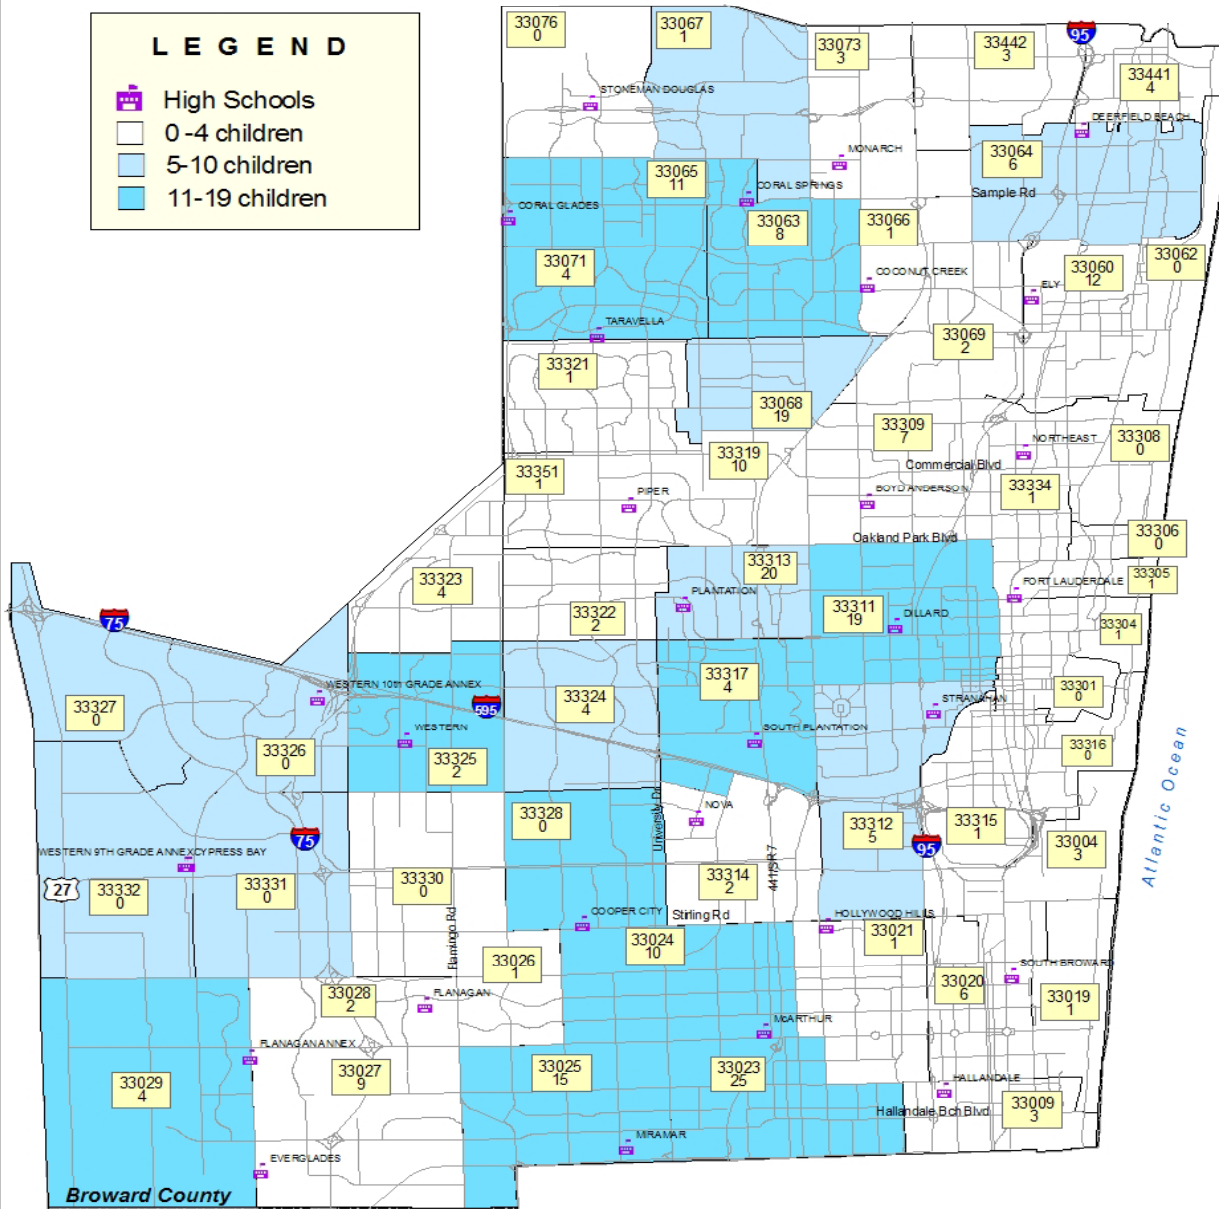 LEGEND
High Schools
0 -4 children
5-10 children
11-19 children
33076
0
33067
1
33073
3
33442
3
95
33441
4
STONEMAN DOUGLAS
DEERFIELD BEACH
MONARCH
33064
6
33065
11
CORAL SPRINGS
Sample Rd
CORAL GLADES
33063
8
33066
1
33062
0
33071
4
COCONUT CREEK
33060
12
ELY
TARAVELLA
33069
2
33321
1
33068
19
33309
7
NORTHEAST
33308
0
33319
10
Commercial Blvd
33351
1
PIPER
BOYD ANDERSON
33334
1
Oakland Park Blvd
33306
0
33313
20
33323
4
PLANTATION
FORT LAUDERDALE
33305
1
33322
2
33311
19
DILLARD
75
33304
1
WESTERN 10th GRADE ANNEX
33317
4
33301
0
33327
0
595
33324
4
STRANAHAN
WESTERN
SOUTH PLANTATION
33326
0
33325
2
33316
0
Atlantic Ocean
University Dr
NOVA
33328
0
33312
5
33315
1
75
95
33004
3
WESTERN 9TH GRADE ANNEX
CYPRESS BAY
441/SR 7
27
33332
0
33331
0
33330
0
33314
2
COOPER CITY
Stirling Rd
HOLLYWOOD HILLS
Flamingo Rd
33024
10
33021
1
33026
1
SOUTH BROWARD
33028
2
FLANAGAN
33020
6
33019
1
McARTHUR
FLANAGAN ANNEX
33029
4
33027
9
33025
15
33023
25
HALLANDALE
Hallandale Bch Blvd
33009
3
MIRAMAR
EVERGLADES
Broward County